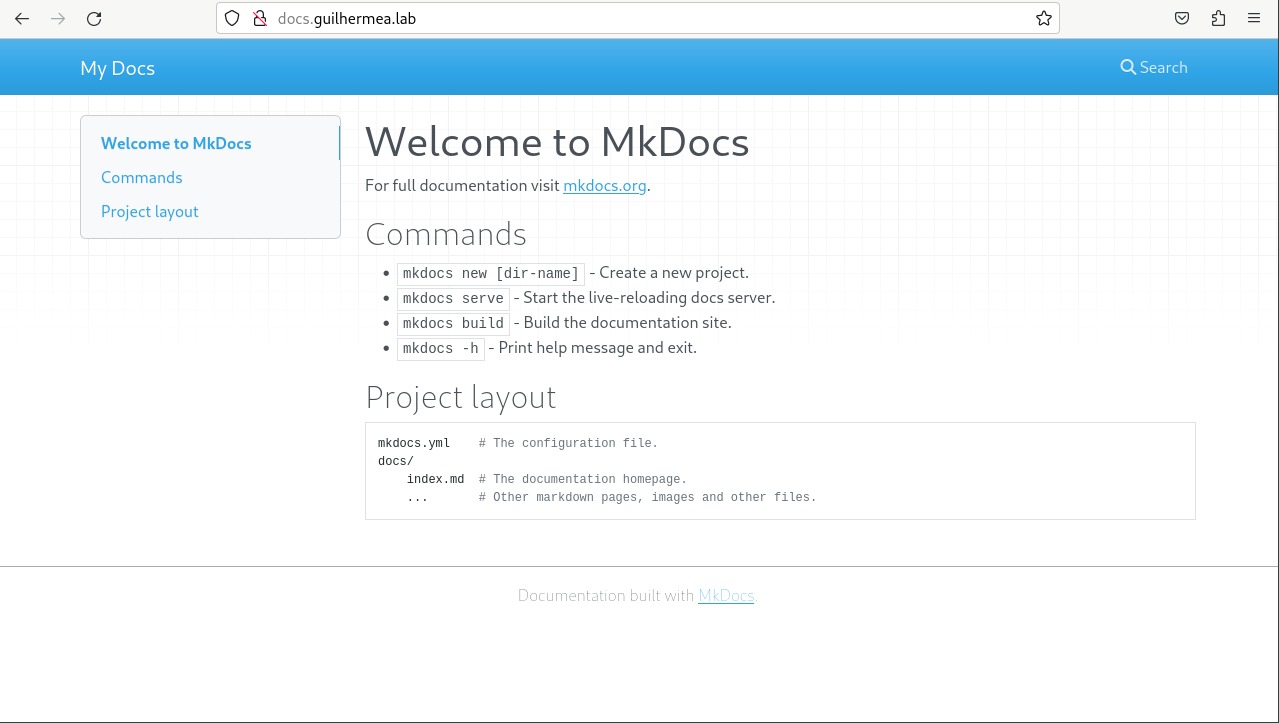 docs.guilhermea.lab
My Docs
Search
Welcome to MkDocs
Commands
Project layout
Welcome to MkDocs
For full documentation visit mkdocs.org.
Commands
• mkdocs new [dir-name] - Create a new project.
• mkdocs serve - Start the live-reloading docs server.
• mkdocs build - Build the documentation site.
• mkdocs -h - Print help message and exit.
Project layout
mkdocs.yml    # The configuration file.
docs/
    index.md  # The documentation homepage.
    ...       # Other markdown pages, images and other files.
Documentation built with MkDocs.